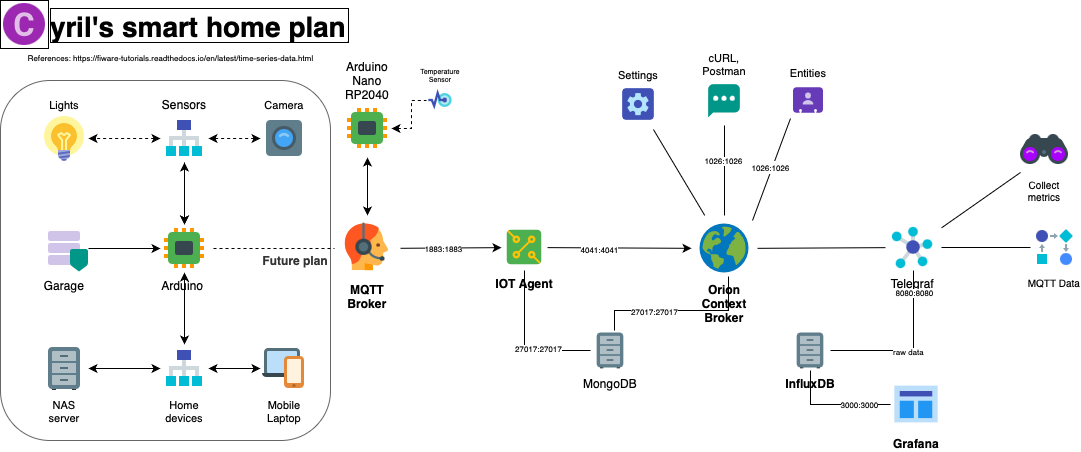 C yril's smart home plan
References: https://fiware-tutorials.readthedocs.io/en/latest/time-series-data.html
Lights
Sensors
Camera
Garage
Arduino
Future plan
NAS
server
Home
devices
Mobile
Laptop
Arduino
Nano
RP2040
Temperature
Sensor
MQTT
Broker
1883:1883
IOT Agent
4041:4041
27017:27017
27017:27017
MongoDB
Settings
cURL,
Postman
Entities
1026:1026
1026:1026
Orion
Context
Broker
Telegraf
8080:8080
raw data
InfluxDB
3000:3000
Grafana
Collect
metrics
MQTT Data